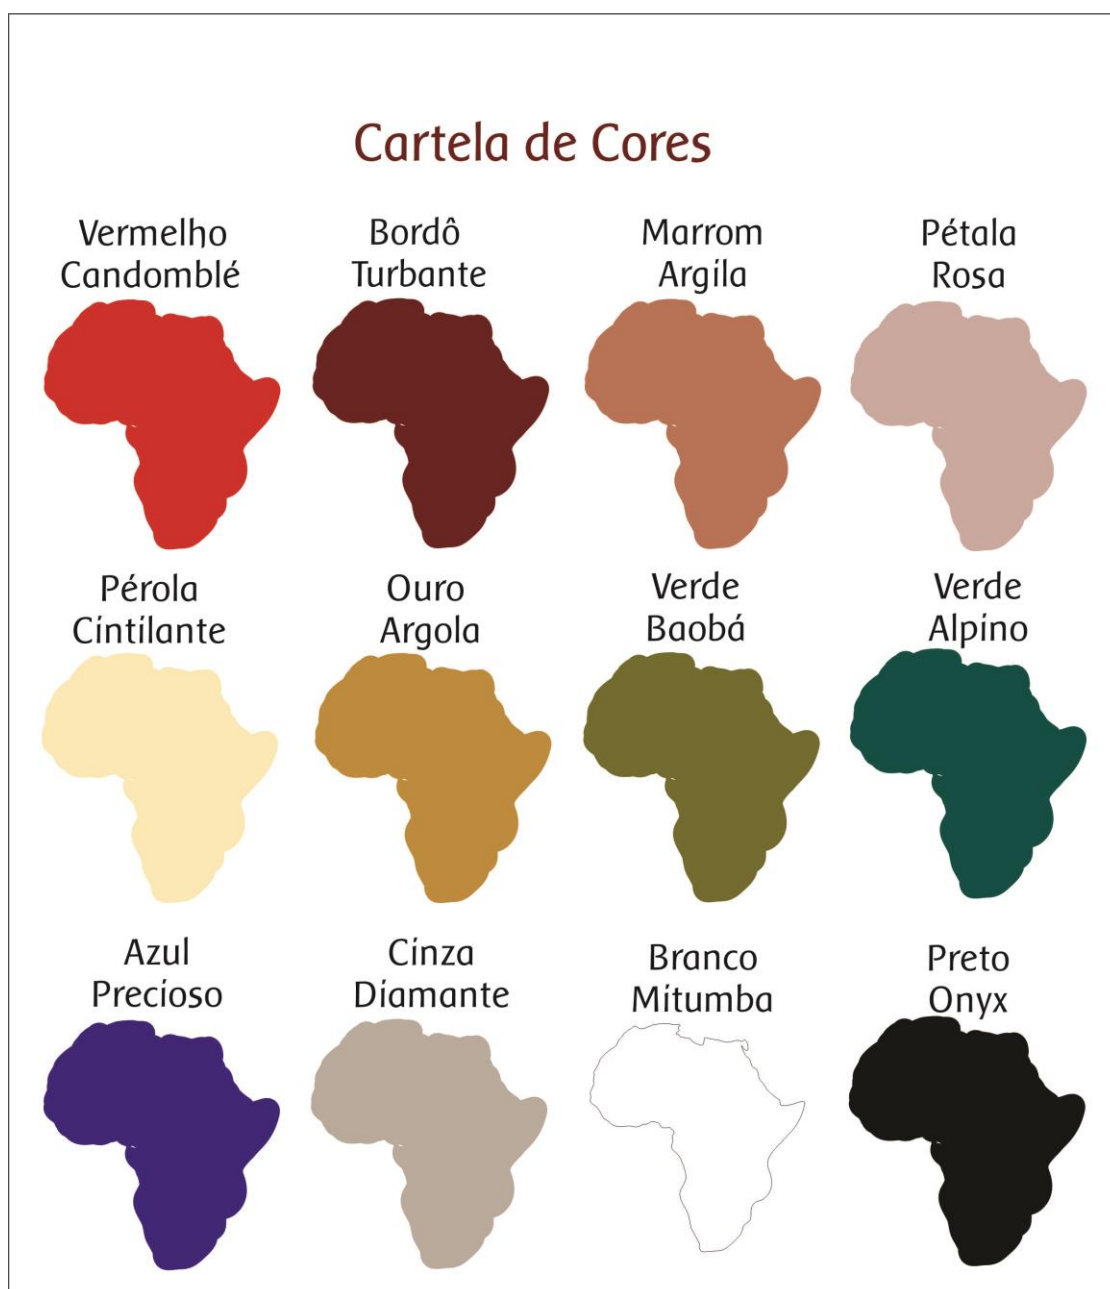 Cartela de Cores
Vermelho
Candomblé
Bordô
Turbante
Marrom
Argila
Pétala
Rosa
Pérola
Cintilante
Ouro
Argola
Verde
Baobá
Verde
Alpino
Azul
Precioso
Cinza
Diamante
Branco
Mitumba
Preto
Onyx